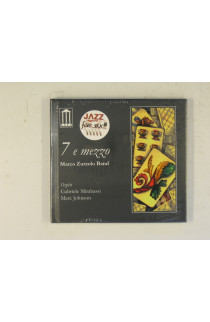 JAZZ
7 e mezzo
Marco Zurzolo Band
Ospiti
Gabriele Mirabassi
Marc Johnson